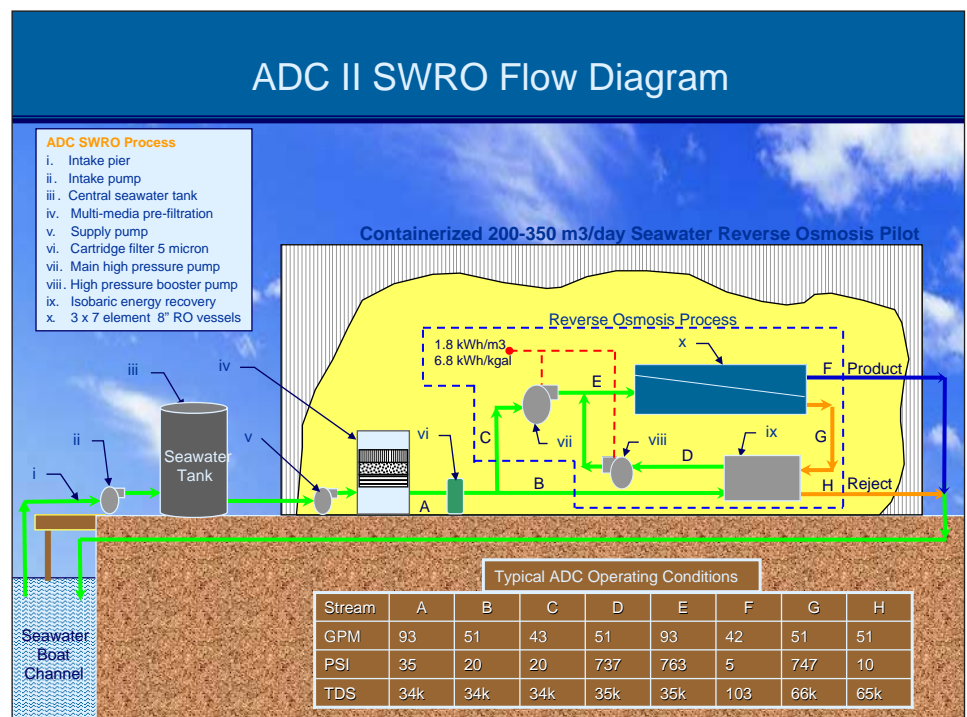 ADC II SWRO Flow Diagram
ADC SWRO Process
i. Intake pier
ii. Intake pump
iii. Central seawater tank
iv. Multi-media pre-filtration
v. Supply pump
vi. Cartridge filter 5 micron
vii. Main high pressure pump
viii. High pressure booster pump
ix. Isobaric energy recovery
x. 3 x 7 element 8" RO vessels
Containerized 200-350 m3/day Seawater Reverse Osmosis Pilot
Reverse Osmosis Process
1.8 kWh/m3
6.8 kWh/kgal
x
iii
iv
E
F Product
ii
v
vi
C
vii
viii
ix
G
i
Seawater
Tank
D
B
A
H Reject
Typical ADC Operating Conditions
Stream A B C D E F G H
GPM 93 51 43 51 93 42 51 51
PSI 35 20 20 737 763 5 747 10
TDS 34k 34k 34k 35k 35k 103 66k 65k
Seawater
Boat
Channel